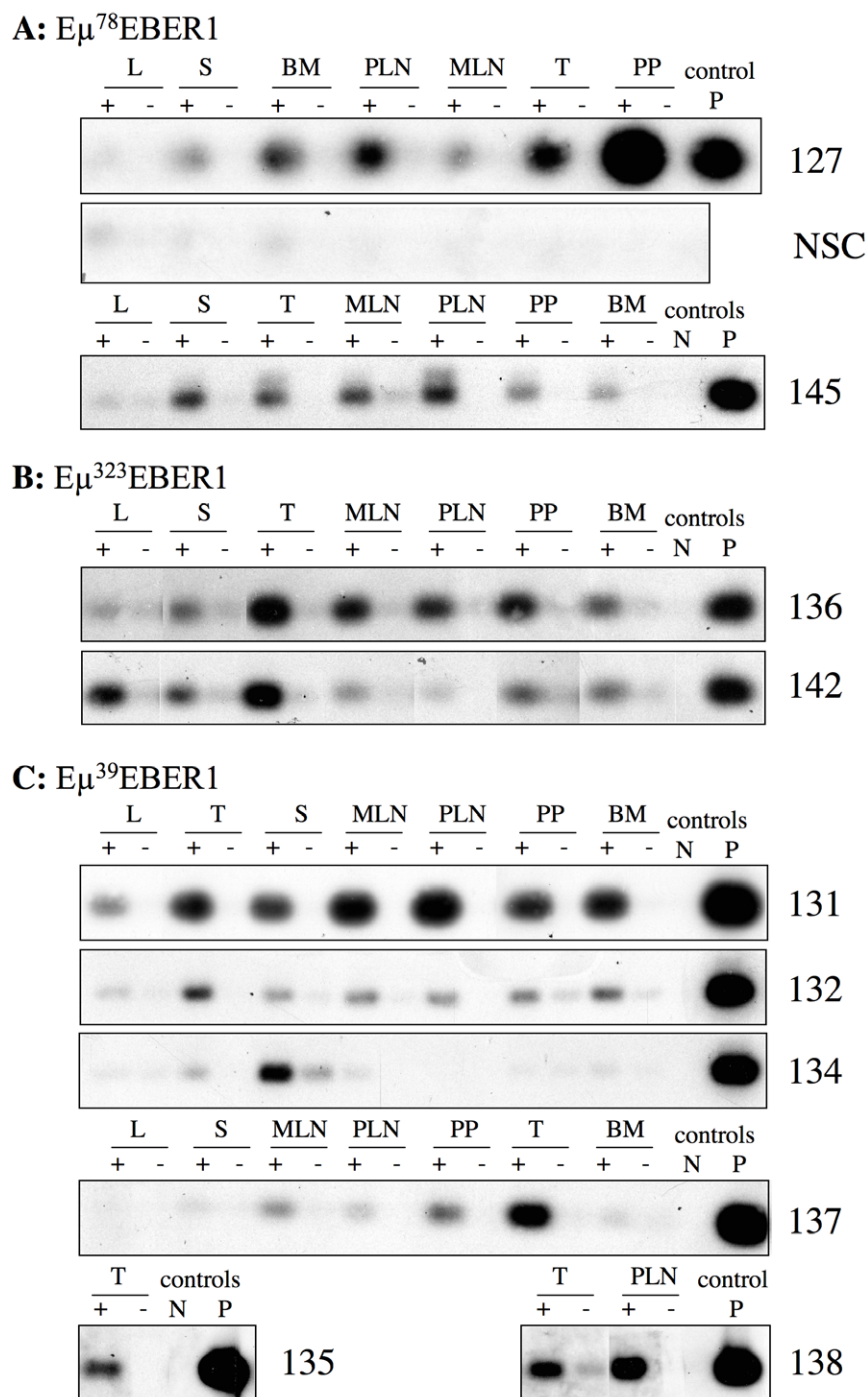 A: Eμ⁷⁸EBER1
L S BM PLN MLN T PP control
+ - + - + - + - + - + - + - P
127
NSC
L S T MLN PLN PP BM controls
+ - + - + - + - + - + - + - N P
145
B: Eμ³²³EBER1
L S T MLN PLN PP BM controls
+ - + - + - + - + - + - + - N P
136
142
C: Eμ³⁹EBER1
L T S MLN PLN PP BM controls
+ - + - + - + - + - + - + - N P
131
132
134
L S MLN PLN PP T BM controls
+ - + - + - + - + - + - + - N P
137
T controls
+ - N P
135
T PLN control
+ - + - P
138